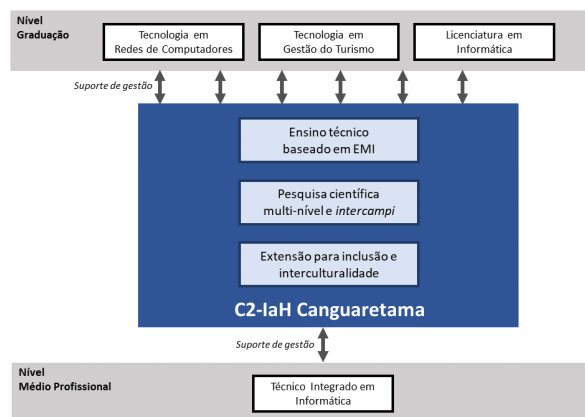 Nível
Graduação
Tecnologia em
Redes de Computadores
Tecnologia em
Gestão do Turismo
Licenciatura em
Informática
Suporte de gestão
Ensino técnico
baseado em EMI
Pesquisa científica
multi-nível e intercampi
Extensão para inclusão e
interculturalidade
C2-IaH Canguaretama
Suporte de gestão
Nível
Médio Profissional
Técnico Integrado em
Informática